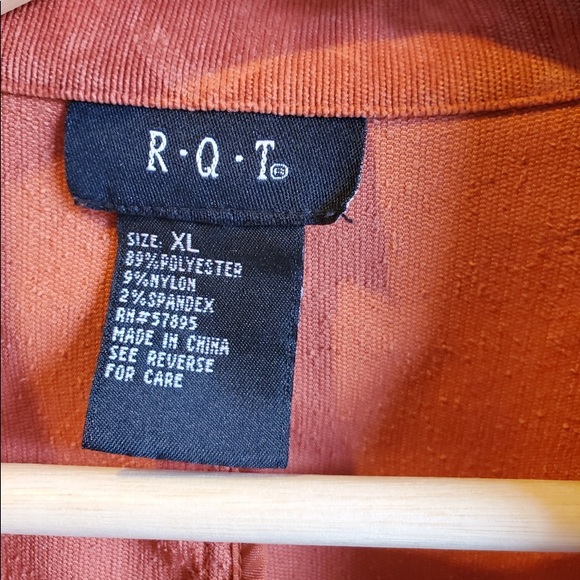 R·Q·T®
SIZE: XL
89%POLYESTER
9%NYLON
2%SPANDEX
RN#57895
MADE IN CHINA
SEE REVERSE
FOR CARE